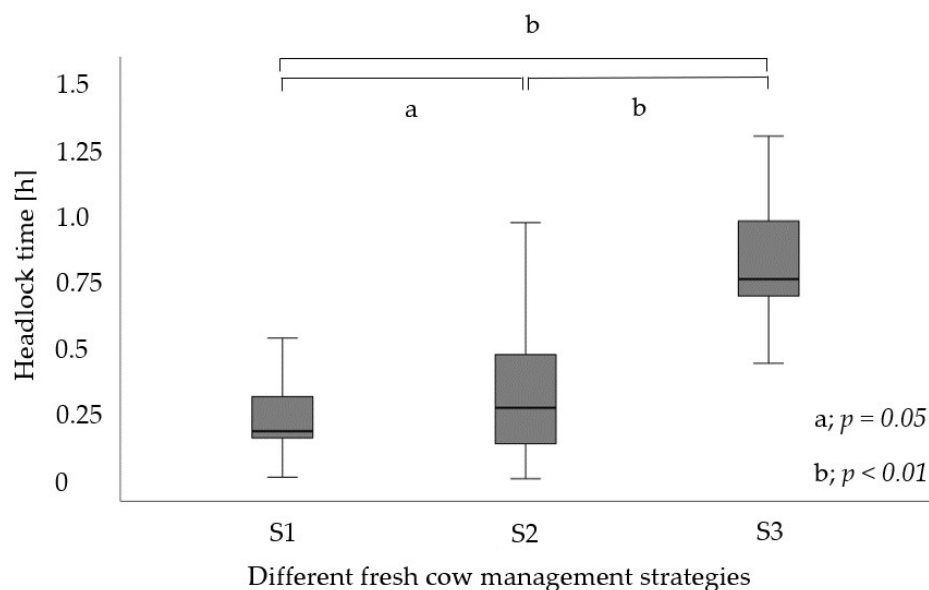 b
a
b
1.5
1.25
1.0
0.75
0.5
0.25
0
Headlock time [h]
a; p = 0.05
b; p < 0.01
S1 S2 S3
Different fresh cow management strategies